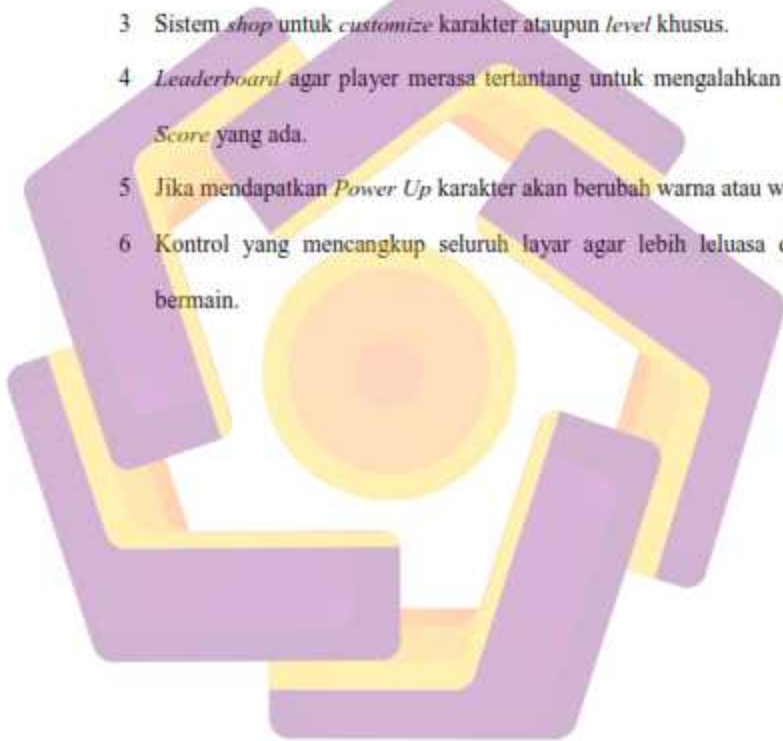 3 Sistem shop untuk customize karakter ataupun level khusus.
4 Leaderboard agar player merasa tertantang untuk mengalahkan
Score yang ada.
5 Jika mendapatkan Power Up karakter akan berubah warna atau
6 Kontrol yang mencangkup seluruh layar agar lebih leluasa
bermain.